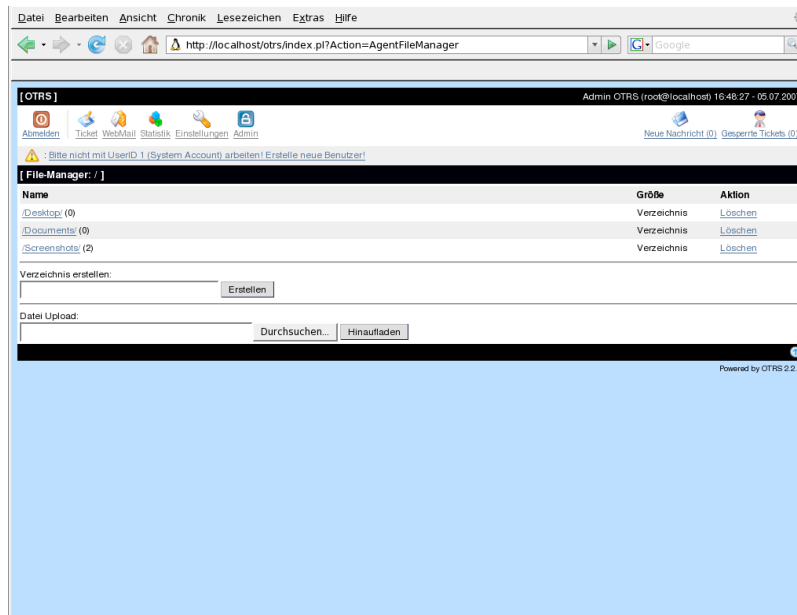 Datei Bearbeiten Ansicht Chronik Lesezeichen Extras Hilfe
http://localhost/otrs/index.pl?Action=AgentFileManager
G Google
[ OTRS ]
Admin OTRS (root@localhost) 16:48:27 - 05.07.200
Abmelden Ticket WebMail Statistik Einstellungen Admin
Neue Nachricht (0) Gesperrte Tickets (0)
: Bitte nicht mit UserID 1 (System Account) arbeiten! Erstelle neue Benutzer!
[ File-Manager: / ]
Name Größe Aktion
/Desktop/ (0) Verzeichnis Löschen
/Documents/ (0) Verzeichnis Löschen
/Screenshots/ (2) Verzeichnis Löschen
Verzeichnis erstellen:
Erstellen
Datei Upload:
Durchsuchen... Hinaufladen
Powered by OTRS 2.2.